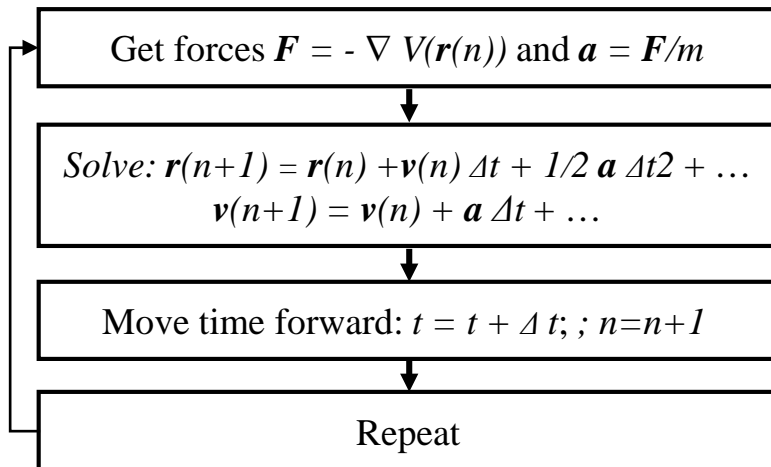 Get forces F = - ∇ V(r(n)) and a = F/m
Solve: r(n+1) = r(n) +v(n) Δt + 1/2 a Δt2 + …
v(n+1) = v(n) + a Δt + …
Move time forward: t = t + Δ t; ; n=n+1
Repeat